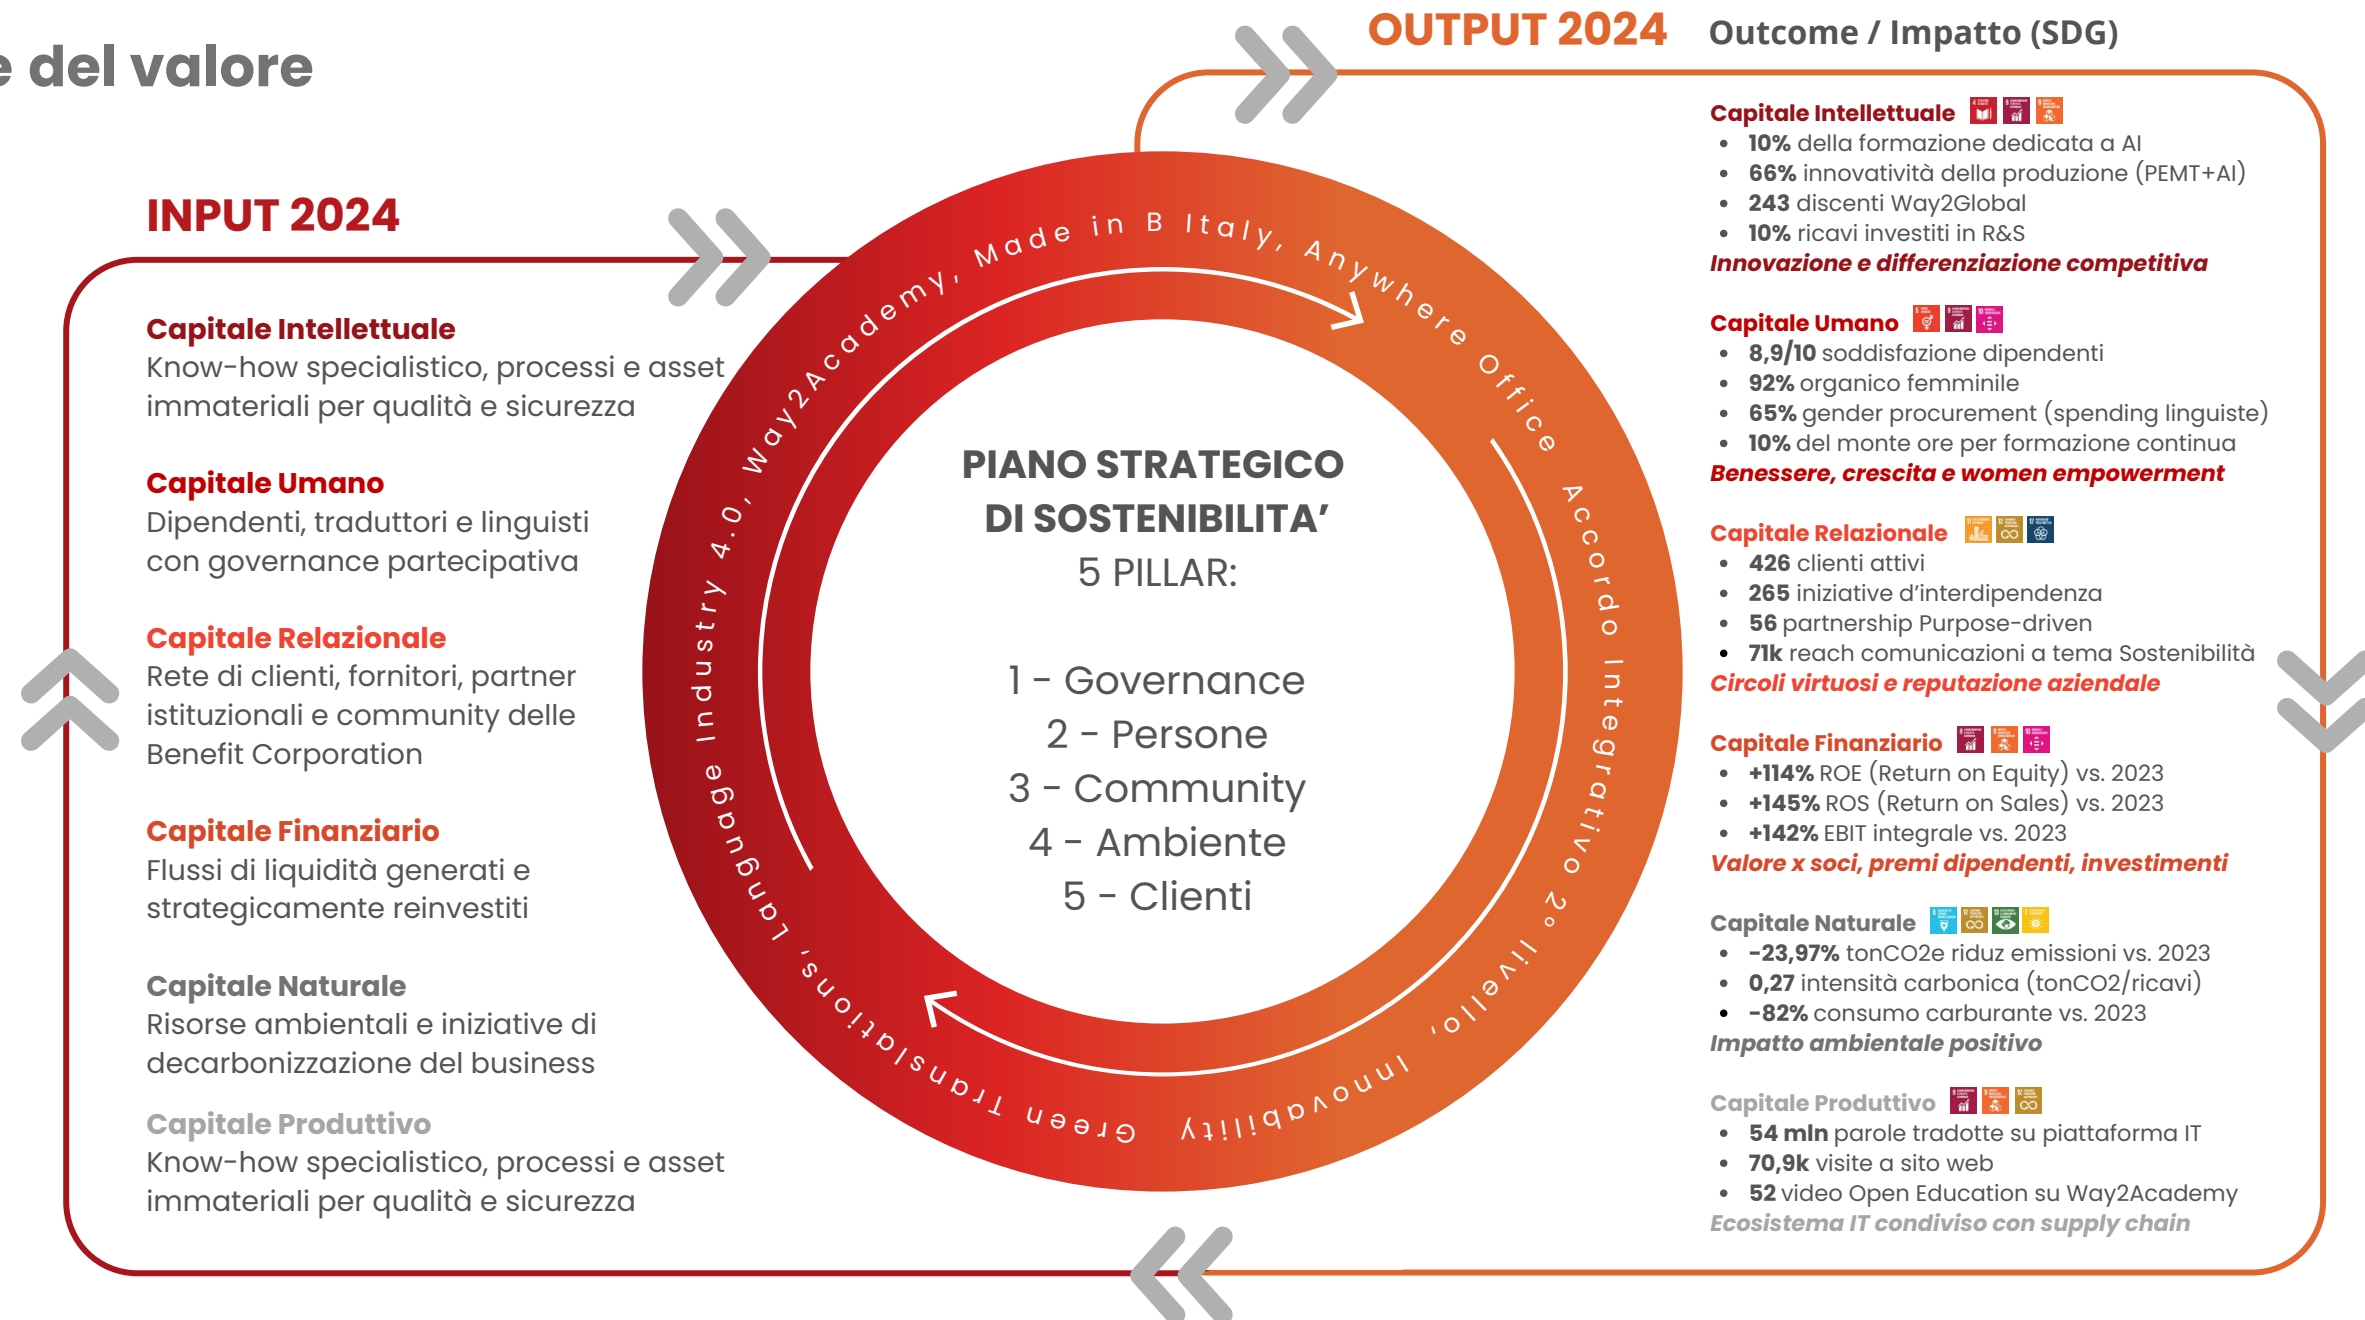 e del valore
INPUT 2024
Capitale Intellettuale
Know-how specialistico, processi e asset
immateriali per qualità e sicurezza
Capitale Umano
Dipendenti, traduttori e linguisti
con governance partecipativa
Capitale Relazionale
Rete di clienti, fornitori, partner
istituzionali e community delle
Benefit Corporation
Capitale Finanziario
Flussi di liquidità generati e
strategicamente reinvestiti
Capitale Naturale
Risorse ambientali e iniziative di
decarbonizzazione del business
Capitale Produttivo
Know-how specialistico, processi e asset
immateriali per qualità e sicurezza
Green Translations, Language Industry 4.0, Way2Academy, Made in B Italy, Anywhere Office Accordo Integrativo 2° livello, Innovability
PIANO STRATEGICO
DI SOSTENIBILITA’
5 PILLAR:
1 - Governance
2 - Persone
3 - Community
4 - Ambiente
5 - Clienti
OUTPUT 2024
Outcome / Impatto (SDG)
Capitale Intellettuale
• 10% della formazione dedicata a AI
• 66% innovatività della produzione (PEMT+AI)
• 243 discenti Way2Global
• 10% ricavi investiti in R&S
Innovazione e differenziazione competitiva
Capitale Umano
• 8,9/10 soddisfazione dipendenti
• 92% organico femminile
• 65% gender procurement (spending linguiste)
• 10% del monte ore per formazione continua
Benessere, crescita e women empowerment
Capitale Relazionale
• 426 clienti attivi
• 265 iniziative d’interdipendenza
• 56 partnership Purpose-driven
• 71k reach comunicazioni a tema Sostenibilità
Circoli virtuosi e reputazione aziendale
Capitale Finanziario
• +114% ROE (Return on Equity) vs. 2023
• +145% ROS (Return on Sales) vs. 2023
• +142% EBIT integrale vs. 2023
Valore x soci, premi dipendenti, investimenti
Capitale Naturale
• -23,97% tonCO2e riduz emissioni vs. 2023
• 0,27 intensità carbonica (tonCO2/ricavi)
• -82% consumo carburante vs. 2023
Impatto ambientale positivo
Capitale Produttivo
• 54 mln parole tradotte su piattaforma IT
• 70,9k visite a sito web
• 52 video Open Education su Way2Academy
Ecosistema IT condiviso con supply chain